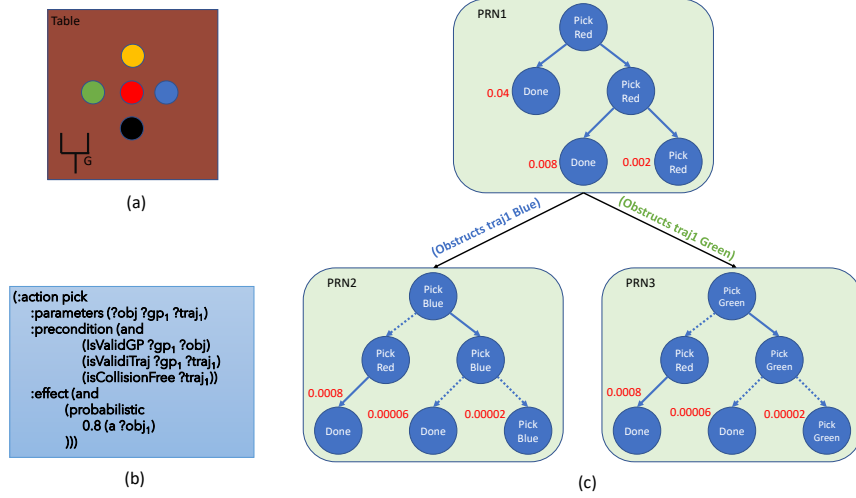 Table
G
(a)
(:action pick
:parameters (?obj ?gp₁ ?traj₁)
:precondition (and
(IsValidGP ?gp₁ ?obj)
(isValidiTraj ?gp₁ ?traj₁)
(isCollisionFree ?traj₁))
:effect (and
(probabilistic
0.8 (a ?obj₁)
)))
(b)
PRN1
Pick
Red
0.04
Done
Pick
Red
0.008
Done
0.002
Pick
Red
(Obstructs traj1 Blue)
(Obstructs traj1 Green)
PRN2
Pick
Blue
Pick
Red
Pick
Blue
0.0008
0.00006
0.00002
Done
Done
Pick
Blue
PRN3
Pick
Green
Pick
Red
Pick
Green
0.0008
0.00006
0.00002
Done
Done
Pick
Green
(c)